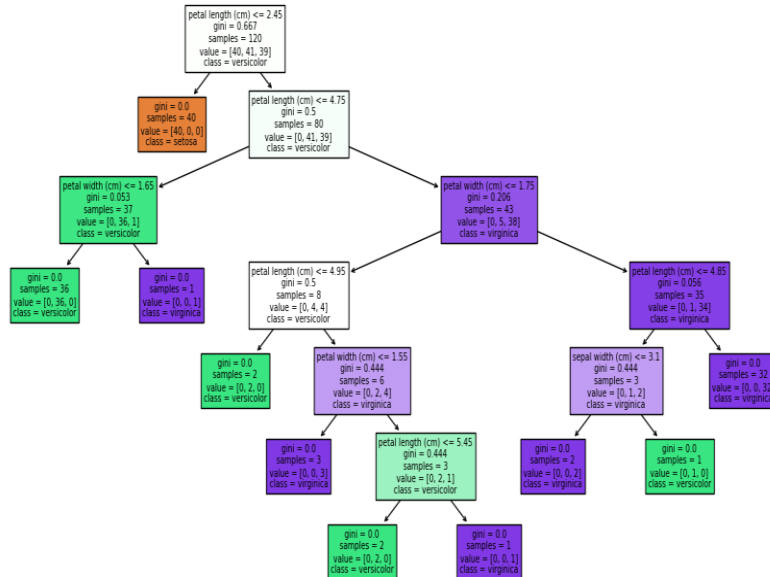 petal length (cm) <= 2.45
gini = 0.667
samples = 120
value = [40, 41, 39]
class = versicolor
gini = 0.0
samples = 40
value = [40, 0, 0]
class = setosa
petal length (cm) <= 4.75
gini = 0.5
samples = 80
value = [0, 41, 39]
class = versicolor
petal width (cm) <= 1.65
gini = 0.053
samples = 37
value = [0, 36, 1]
class = versicolor
petal width (cm) <= 1.75
gini = 0.206
samples = 43
value = [0, 5, 38]
class = virginica
gini = 0.0
samples = 36
value = [0, 36, 0]
class = versicolor
gini = 0.0
samples = 1
value = [0, 0, 1]
class = virginica
petal length (cm) <= 4.95
gini = 0.5
samples = 8
value = [0, 4, 4]
class = versicolor
petal length (cm) <= 4.85
gini = 0.056
samples = 35
value = [0, 1, 34]
class = virginica
gini = 0.0
samples = 2
value = [0, 2, 0]
class = versicolor
petal width (cm) <= 1.55
gini = 0.444
samples = 6
value = [0, 2, 4]
class = virginica
sepal width (cm) <= 3.1
gini = 0.444
samples = 3
value = [0, 1, 2]
class = virginica
gini = 0.0
samples = 32
value = [0, 0, 32]
class = virginica
gini = 0.0
samples = 3
value = [0, 0, 3]
class = virginica
petal length (cm) <= 5.45
gini = 0.444
samples = 3
value = [0, 2, 1]
class = versicolor
gini = 0.0
samples = 2
value = [0, 0, 2]
class = virginica
gini = 0.0
samples = 1
value = [0, 1, 0]
class = versicolor
gini = 0.0
samples = 2
value = [0, 2, 0]
class = versicolor
gini = 0.0
samples = 1
value = [0, 0, 1]
class = virginica